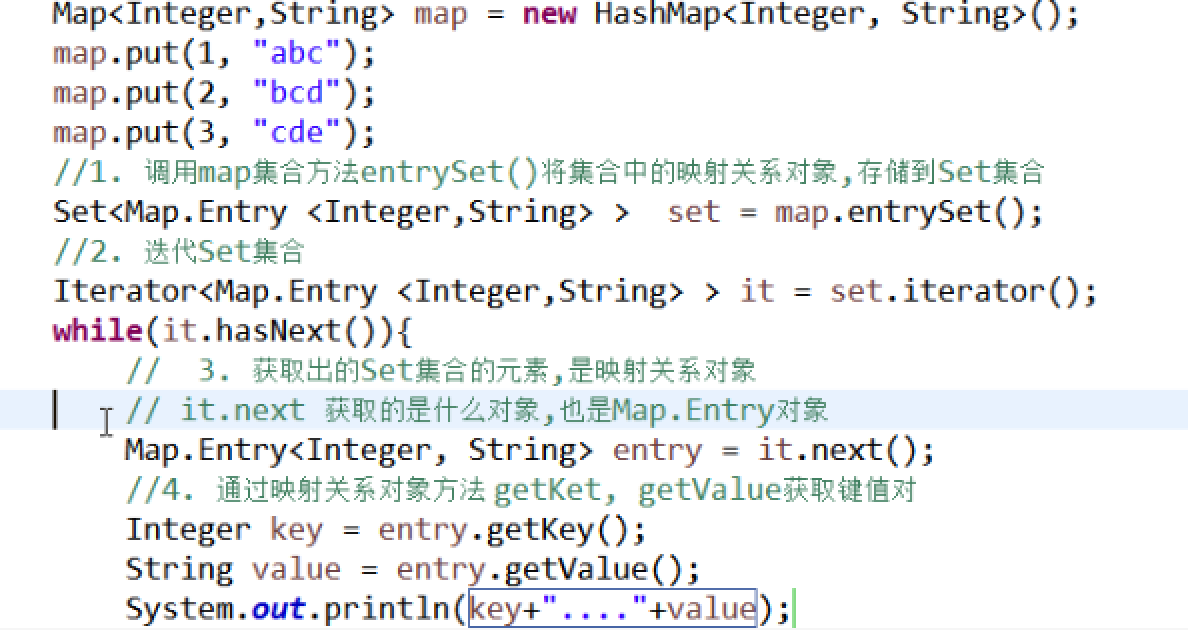 Map<Integer,String> map = new HashMap<Integer, String>();
map.put(1, "abc");
map.put(2, "bcd");
map.put(3, "cde");
//1. 调用map集合方法entrySet()将集合中的映射关系对象,存储到Set集合
Set<Map.Entry <Integer,String> >  set = map.entrySet();
//2. 迭代Set集合
Iterator<Map.Entry <Integer,String> > it = set.iterator();
while(it.hasNext()){
    //  3. 获取出的Set集合的元素,是映射关系对象
    // it.next 获取的是什么对象,也是Map.Entry对象
    Map.Entry<Integer, String> entry = it.next();
    //4. 通过映射关系对象方法 getKet, getValue获取键值对
    Integer key = entry.getKey();
    String value = entry.getValue();
    System.out.println(key+"...."+value);